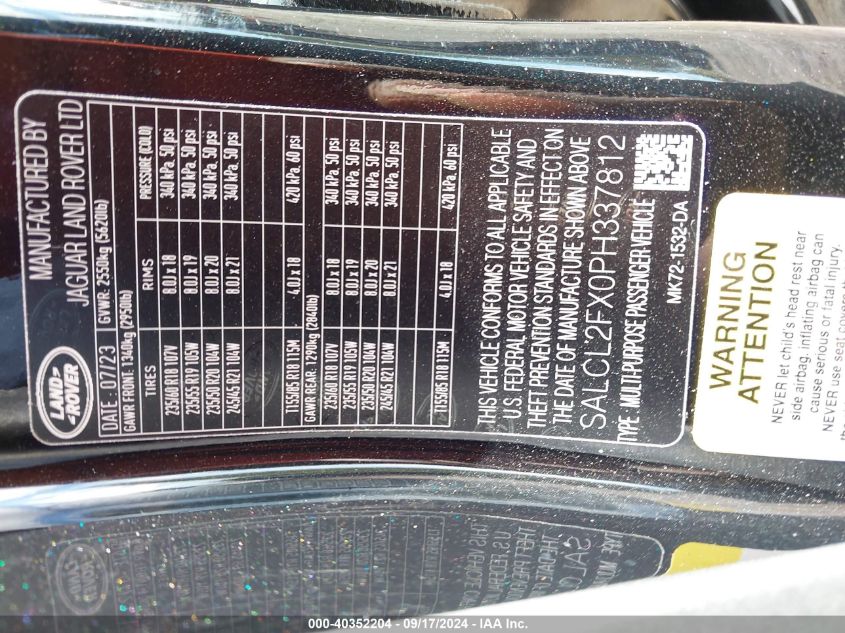 MANUFACTURED BY
JAGUAR LAND ROVER LTD
LAND-
-ROVER
DATE: 07/23 GVWR: 2550kg (5620lb)
GAWR FRONT: 1340kg (2950lb)
TIRES RIMS PRESSURE (COLD)
235/60 R18 107V 8.0J x 18 340 kPa, 50 psi
235/55 R19 105W 8.0J x 19 340 kPa, 50 psi
235/50 R20 104W 8.0J x 20 340 kPa, 50 psi
245/45 R21 104W 8.0J x 21 340 kPa, 50 psi
T155/85 R18 115M 4.0J x 18 420 kPa, 60 psi
GAWR REAR: 1290kg (2840lb)
235/60 R18 107V 8.0J x 18 340 kPa, 50 psi
235/55 R19 105W 8.0J x 19 340 kPa, 50 psi
235/50 R20 104W 8.0J x 20 340 kPa, 50 psi
245/45 R21 104W 8.0J x 21 340 kPa, 50 psi
T155/85 R18 115M 4.0J x 18 420 kPa, 60 psi
THIS VEHICLE CONFORMS TO ALL APPLICABLE
U.S. FEDERAL MOTOR VEHICLE SAFETY AND
THEFT PREVENTION STANDARDS IN EFFECT ON
THE DATE OF MANUFACTURE SHOWN ABOVE
SALCL2FX0PH337812
TYPE: MULTI-PURPOSE PASSENGER VEHICLE
MK72-1532-DA
WARNING
ATTENTION
NEVER let child's head rest near
side airbag. inflating airbag can
cause serious or fatal injury.
NEVER use seat covers
000-40352204 - 09/17/2024 - IAA Inc.